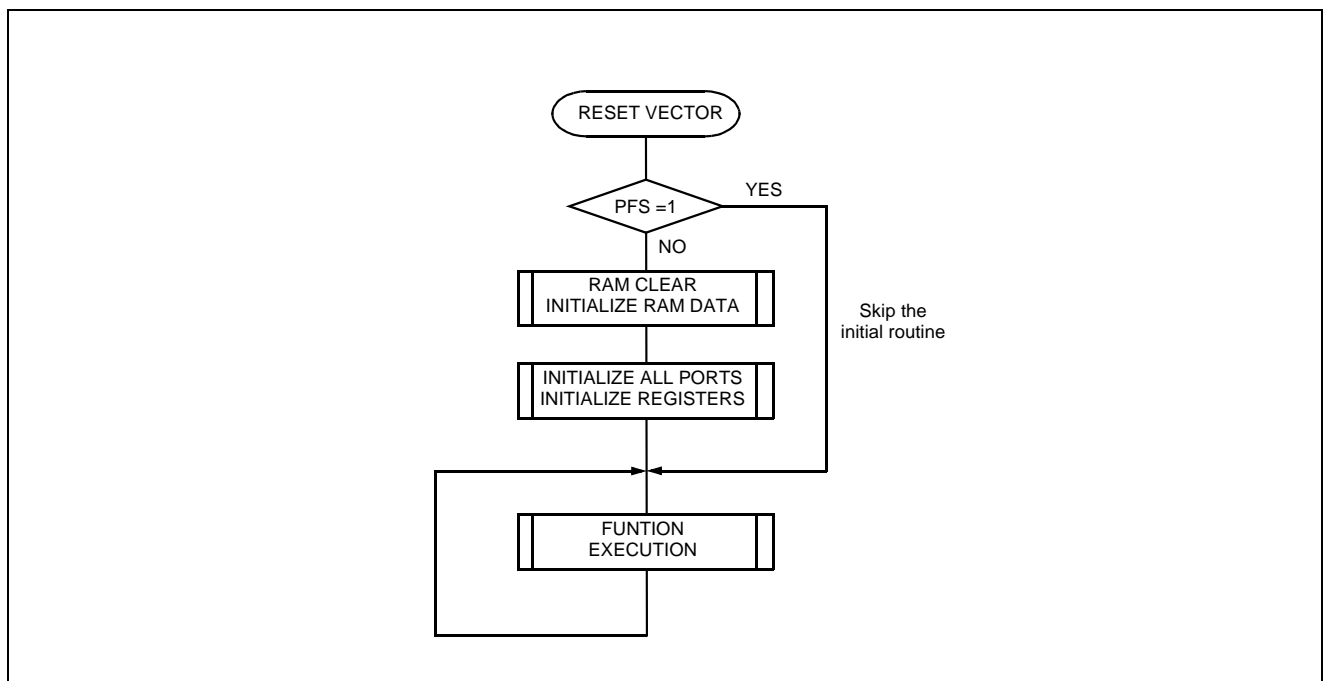 RESET VECTOR
YES
PFS =1
NO
RAM CLEAR
INITIALIZE RAM DATA
Skip the
initial routine
INITIALIZE ALL PORTS
INITIALIZE REGISTERS
FUNTION
EXECUTION